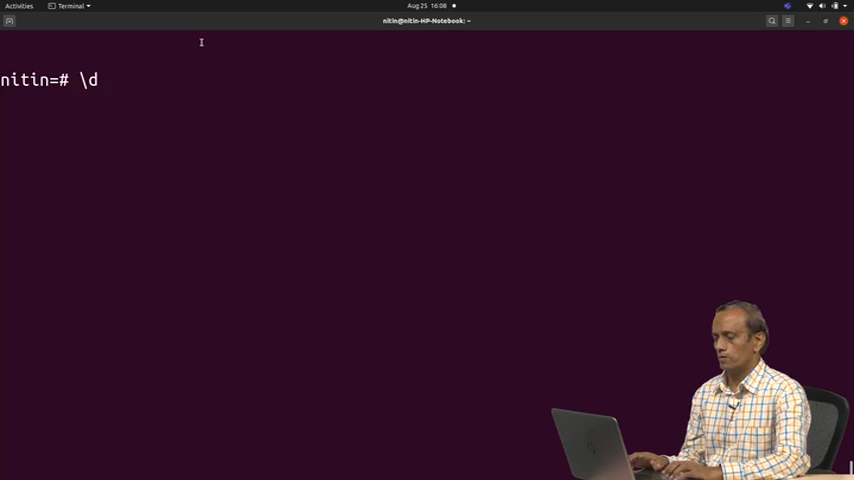 Activities Terminal Aug 25 16:08
nitin@nitin-HP-Notebook: ~
nitin=# \d